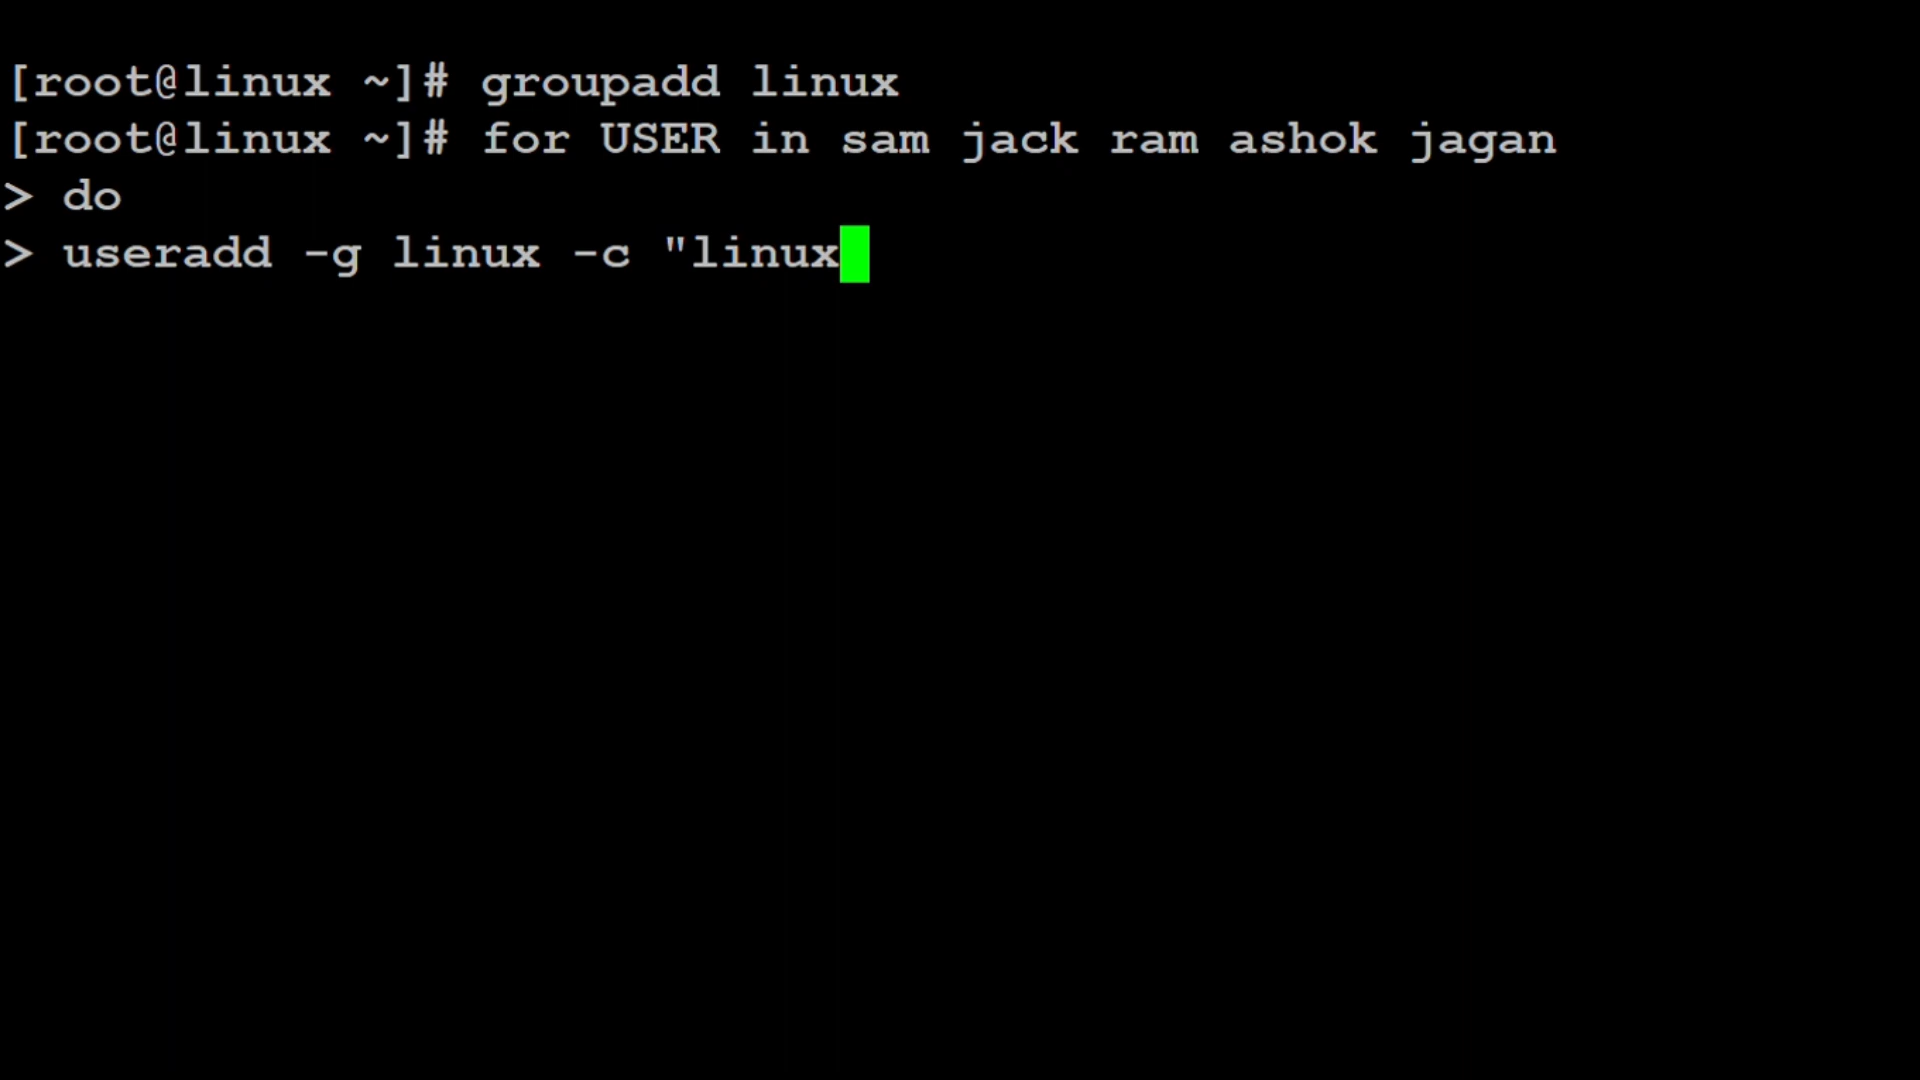 [root@linux ~]# groupadd linux
[root@linux ~]# for USER in sam jack ram ashok jagan
> do
> useradd -g linux -c "linux